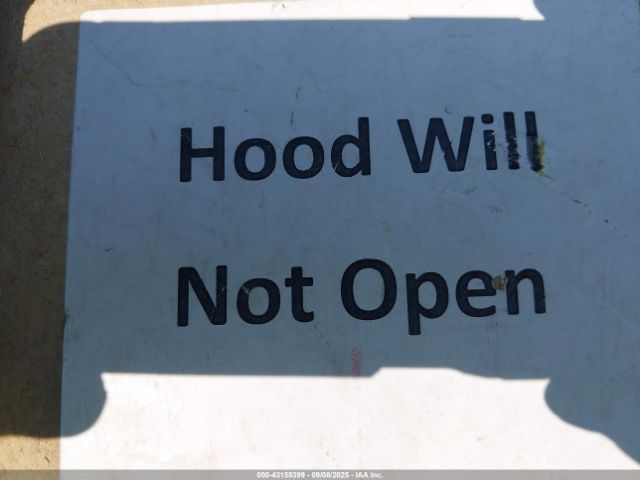 Hood Will
Not Open
000-43158399 - 09/08/2025 - IAA Inc.